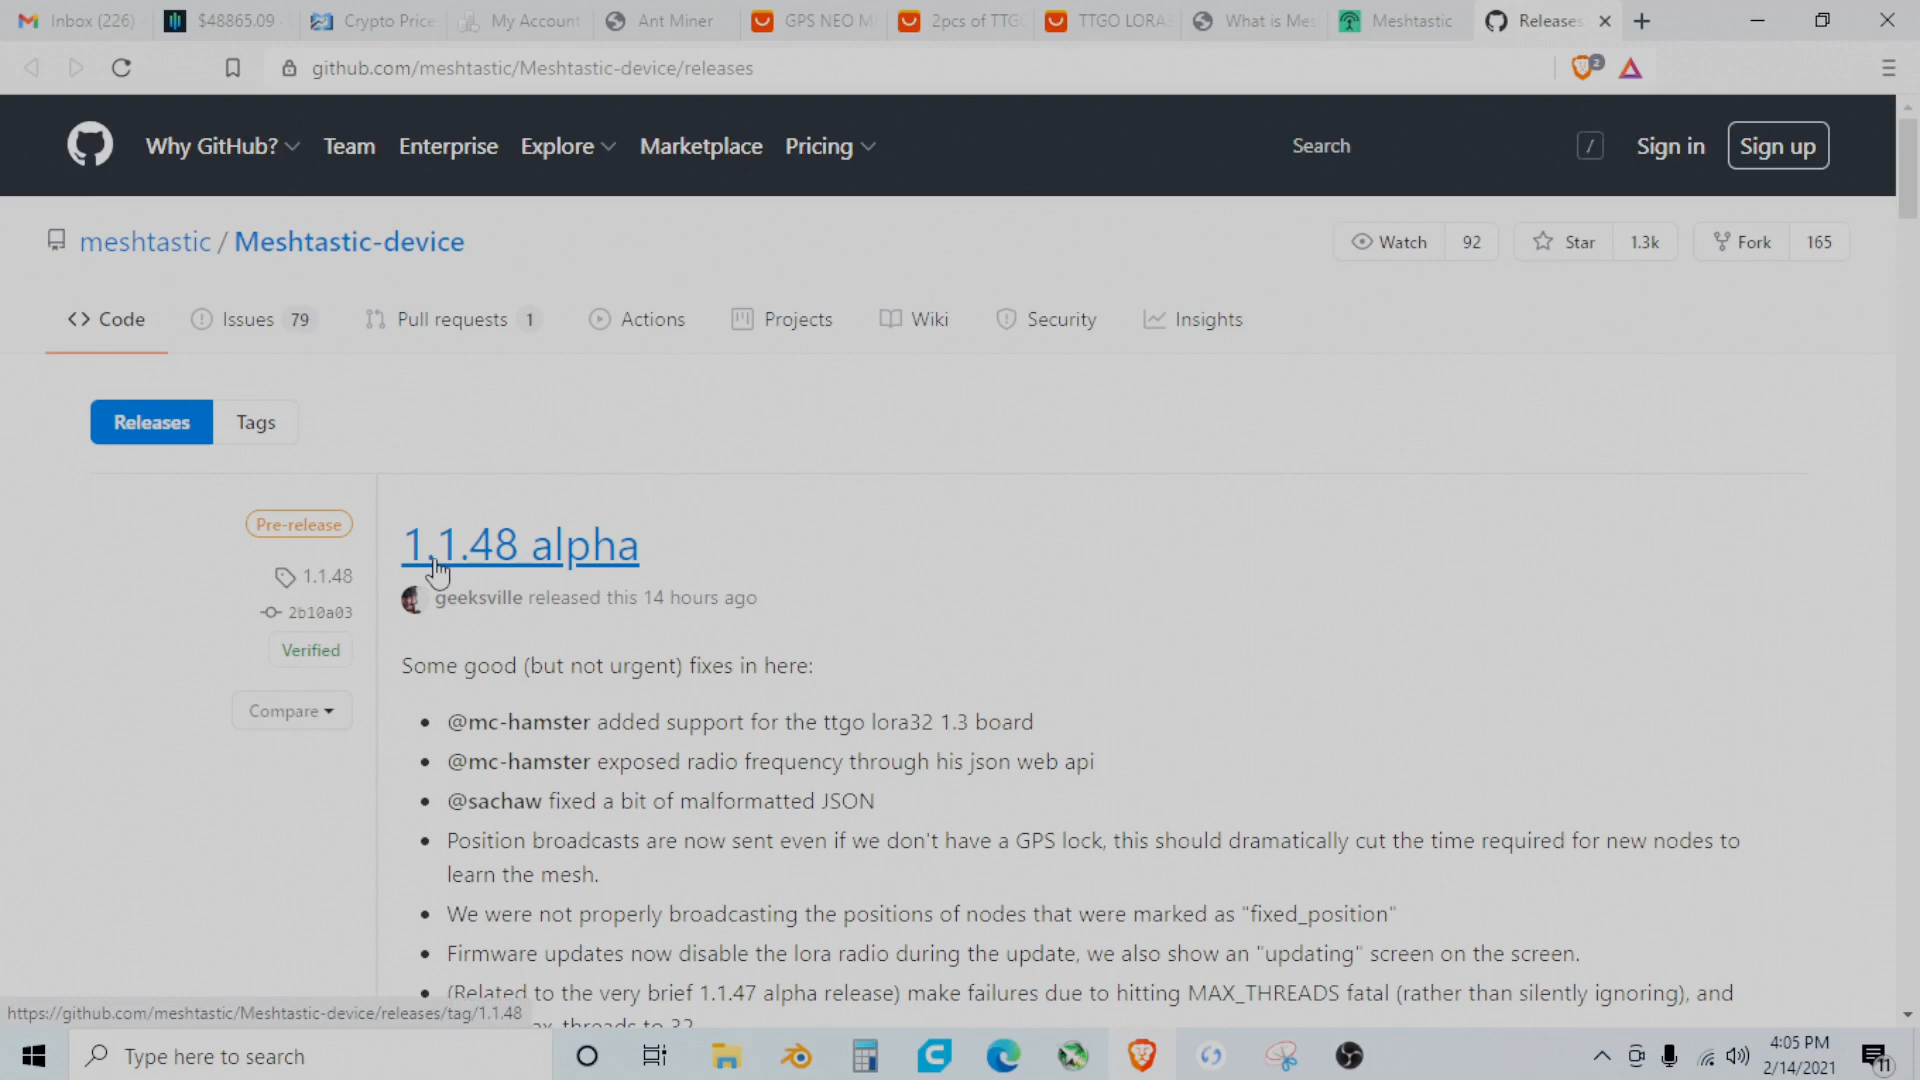 Inbox (226)
$48865.09
Crypto Price
My Account
Ant Miner
GPS NEO M
2pcs of TTG
TTGO LORA3
What is Mes
Meshtastic
Releases
github.com/meshtastic/Meshtastic-device/releases
2
Why GitHub?
Team
Enterprise
Explore
Marketplace
Pricing
Search
/
Sign in
Sign up
meshtastic / Meshtastic-device
Watch 92
Star 1.3k
Fork 165
<> Code
Issues 79
Pull requests 1
Actions
Projects
Wiki
Security
Insights
Releases
Tags
Pre-release
1.1.48
2b10a03
Verified
Compare
1.1.48 alpha
geeksville released this 14 hours ago
Some good (but not urgent) fixes in here:
• @mc-hamster added support for the ttgo lora32 1.3 board
• @mc-hamster exposed radio frequency through his json web api
• @sachaw fixed a bit of malformatted JSON
• Position broadcasts are now sent even if we don't have a GPS lock, this should dramatically cut the time required for new nodes to
learn the mesh.
• We were not properly broadcasting the positions of nodes that were marked as "fixed_position"
• Firmware updates now disable the lora radio during the update, we also show an "updating" screen on the screen.
• (Related to the very brief 1.1.47 alpha release) make failures due to hitting MAX_THREADS fatal (rather than silently ignoring), and
threads to 32
https://github.com/meshtastic/Meshtastic-device/releases/tag/1.1.48
Type here to search
4:05 PM
2/14/2021
11